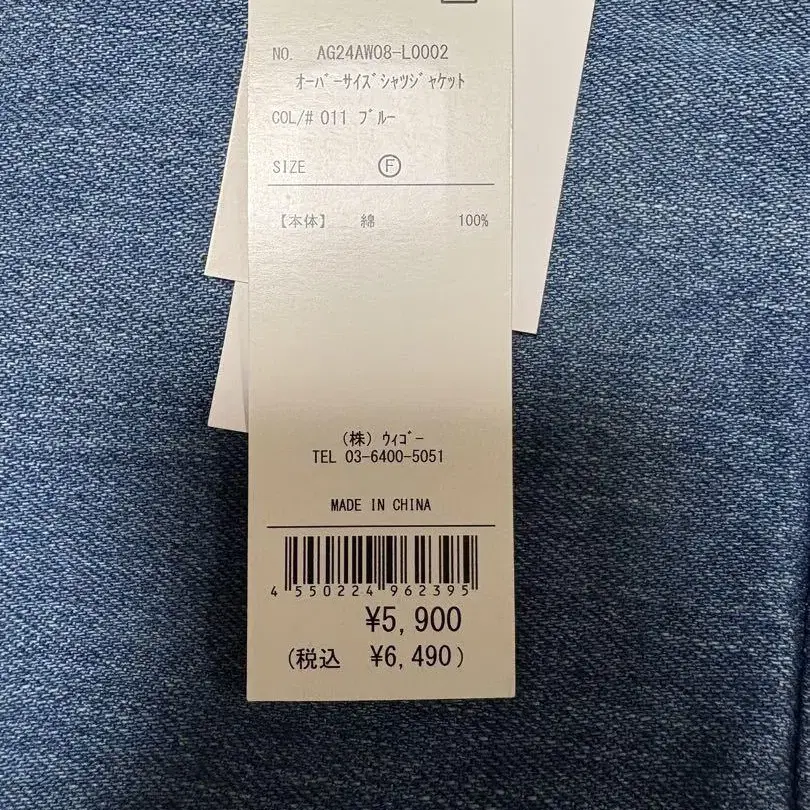 NO. AG24AW08-L0002
ｵｰﾊﾞｰｻｲｽﾞｼｬﾂｼﾞｬｹｯﾄ
COL/# 011 ﾌﾞﾙｰ
SIZE Ⓕ
【本体】 綿 100%
(株) ｳｨｺﾞｰ
TEL 03-6400-5051
MADE IN CHINA
4 550224 962395
¥5,900
(税込 ¥6,490)